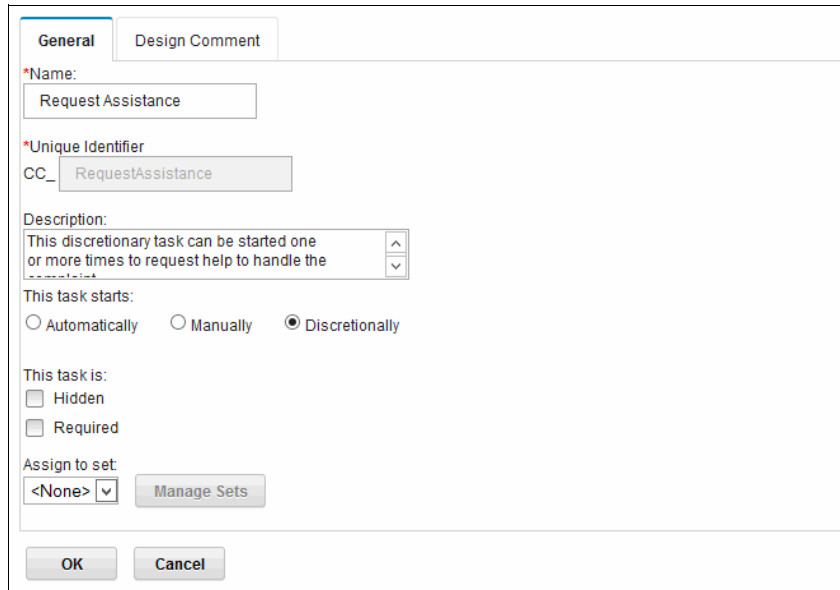 General Design Comment
*Name:
Request Assistance
*Unique Identifier
CC_ RequestAssistance
Description:
This discretionary task can be started one
or more times to request help to handle the
This task starts:
Automatically Manually Discretionally
This task is:
Hidden
Required
Assign to set:
<None> Manage Sets
OK Cancel